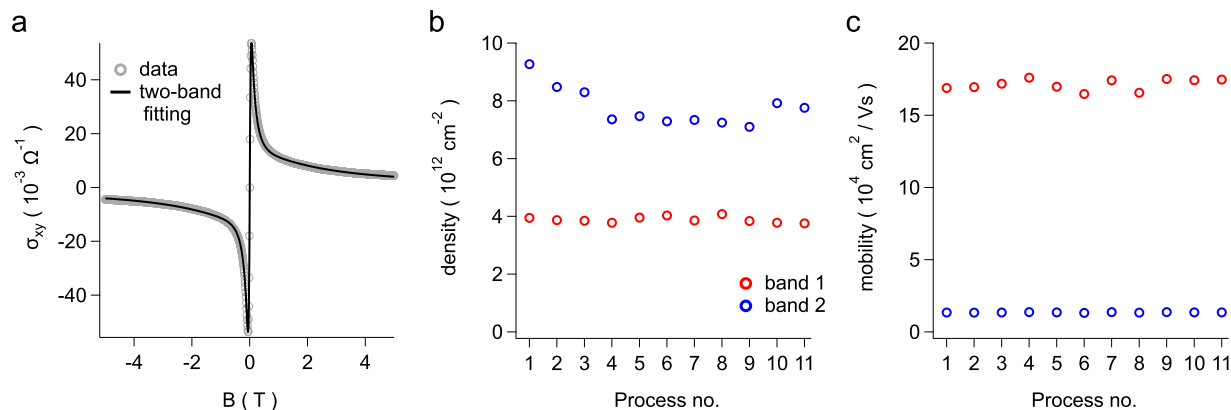 a
data
two-band
fitting
σxy ( 10⁻³ Ω⁻¹ )
40
20
0
-20
-40
-4
-2
0
2
4
B ( T )
b
density ( 10¹² cm⁻² )
10
8
6
4
2
0
band 1
band 2
1 2 3 4 5 6 7 8 9 10 11
Process no.
c
mobility ( 10⁴ cm² / Vs )
20
15
10
5
0
1 2 3 4 5 6 7 8 9 10 11
Process no.